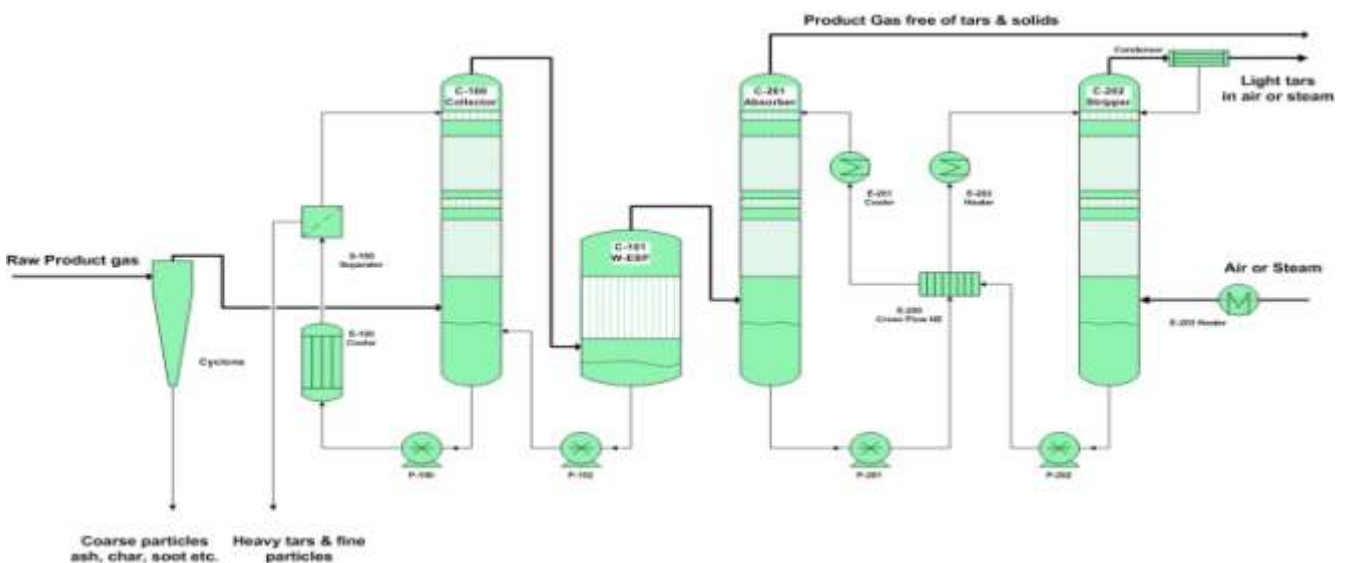 Product Gas free of tars & solids
Condensor
Light tars
in air or steam
C-100
Collector
C-201
Absorber
C-202
Stripper
E-201
Cooler
E-202
Heater
C-101
W-ESP
Raw Product gas
S-100
Separator
Air or Steam
E-200
Cross Flow HE
E-203 Heater
E-100
Cooler
Cyclone
P-100
P-102
P-201
P-202
Coarse particles
ash, char, soot etc.
Heavy tars & fine
particles